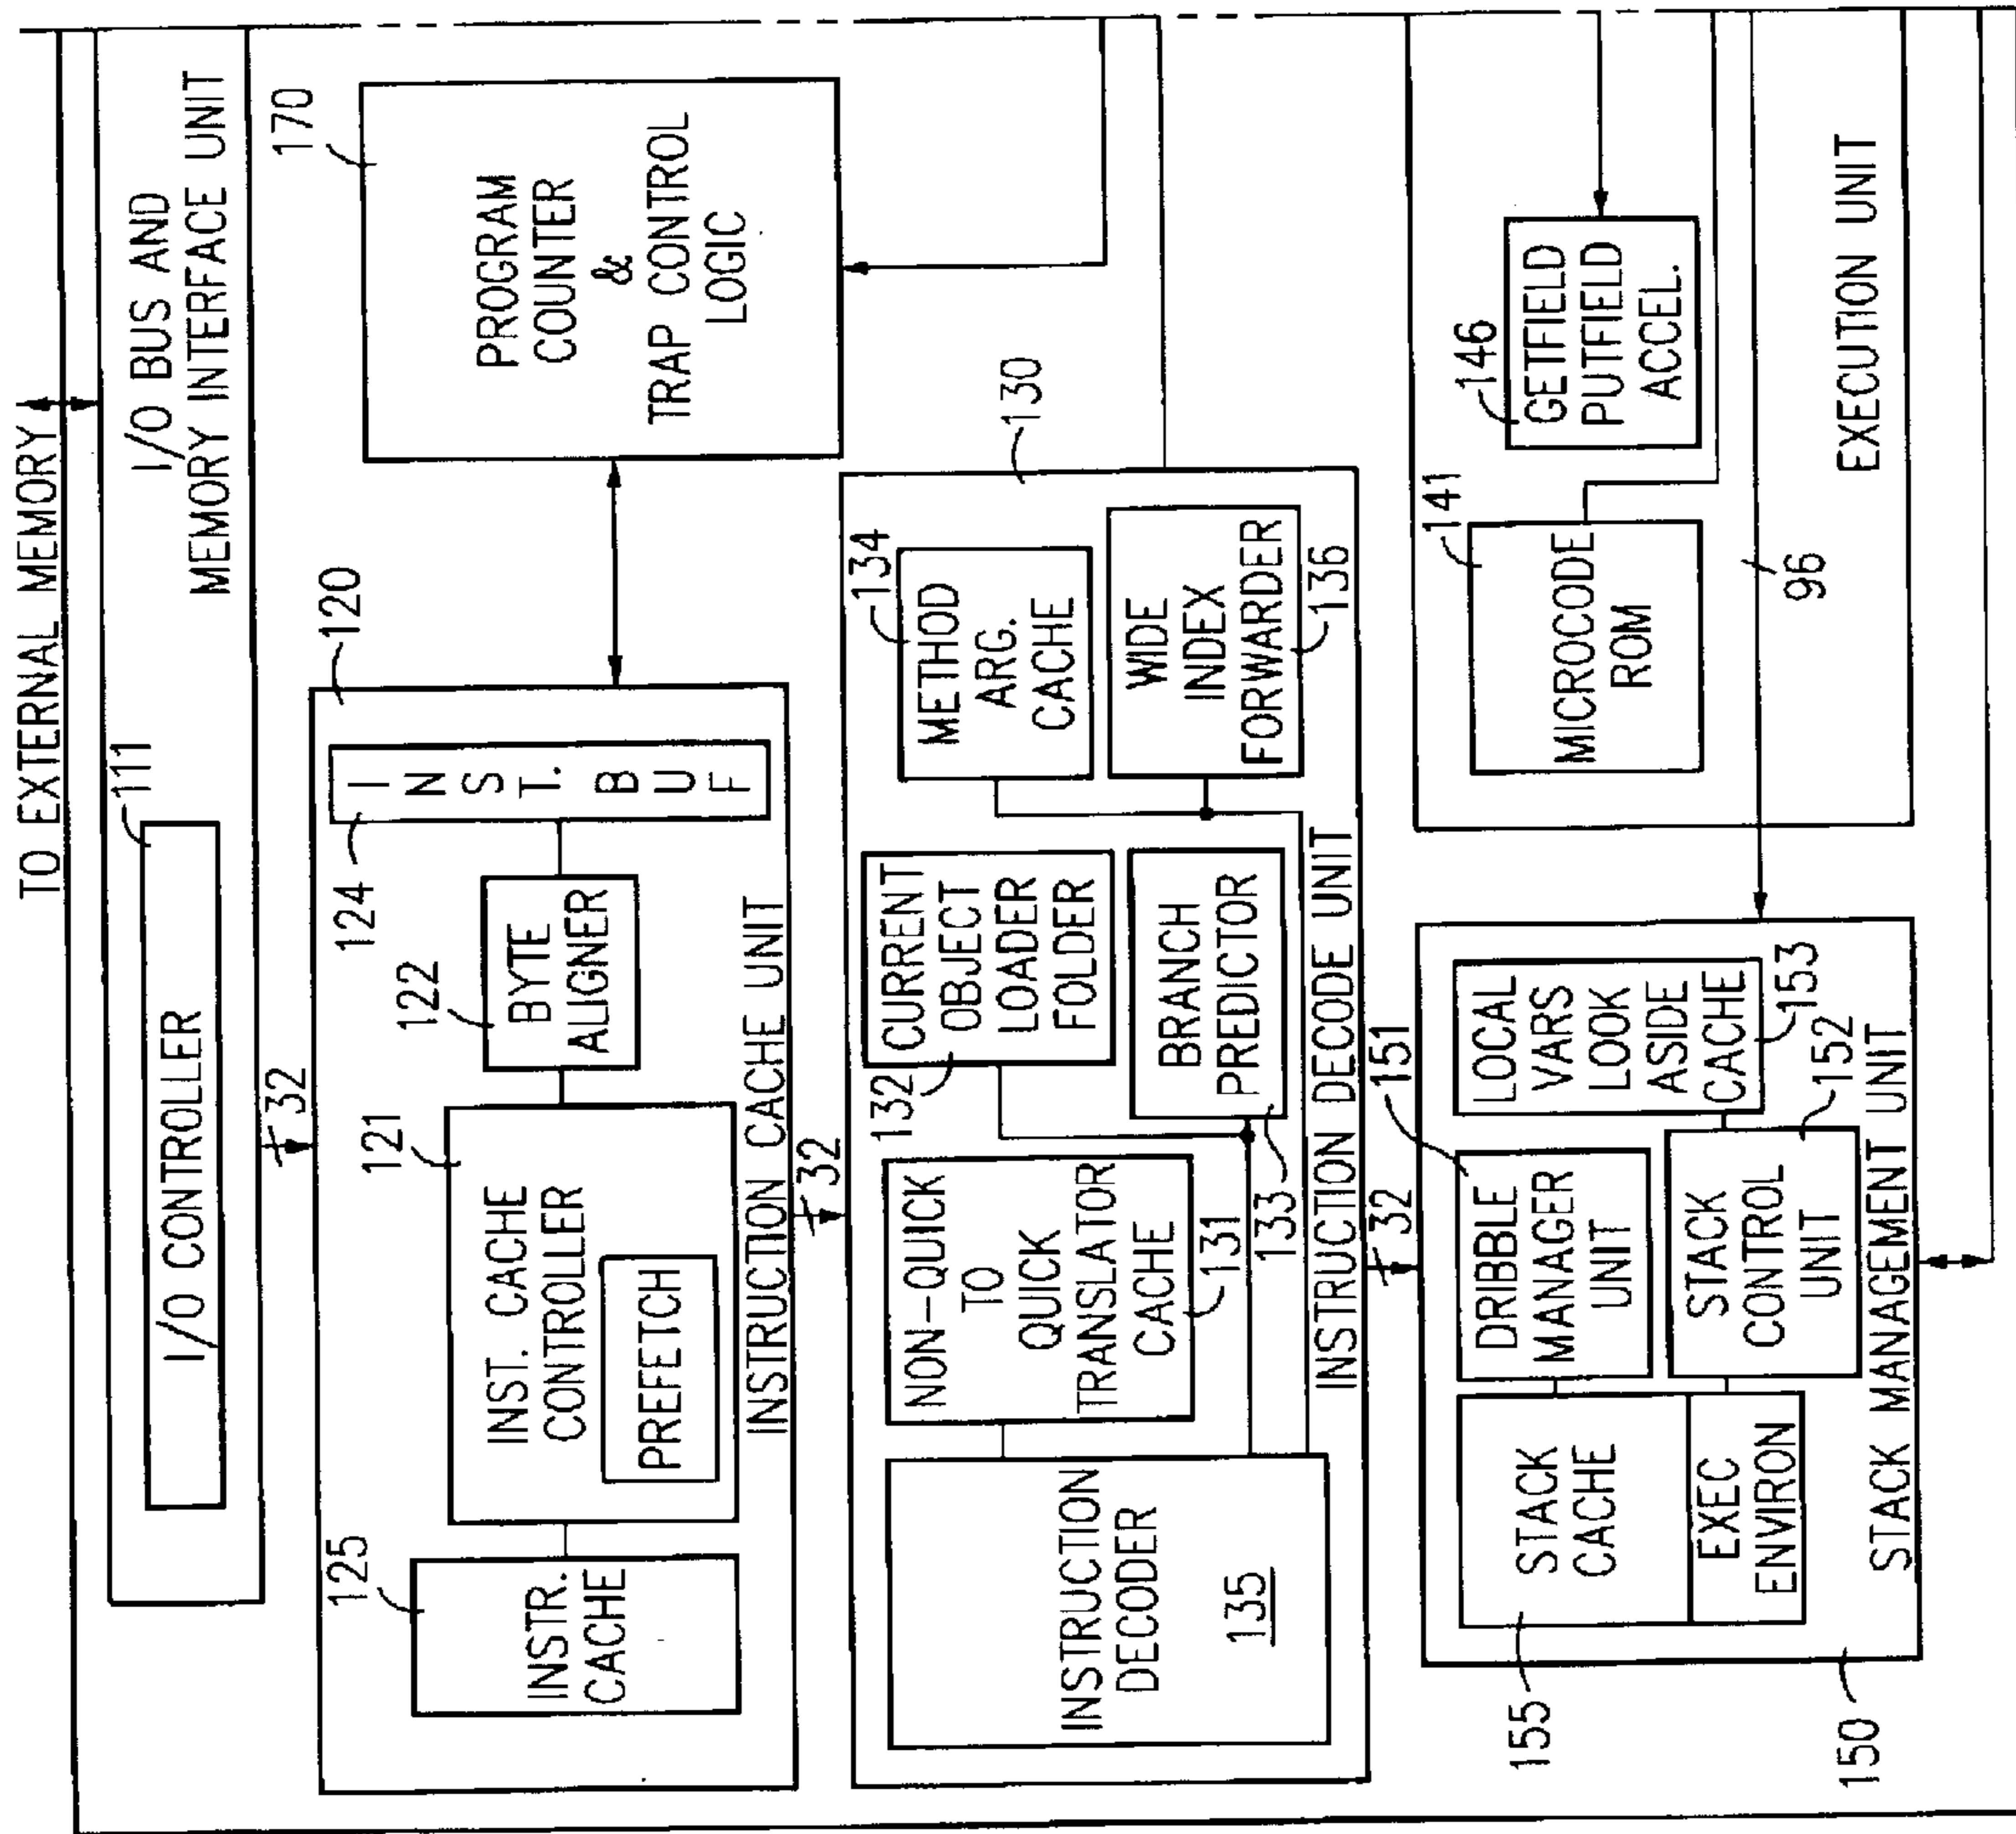 TO EXTERNAL MEMORY
111
I/O CONTROLLER
I/O BUS AND
MEMORY INTERFACE UNIT
32
120
125
INSTR.
CACHE
121
INST. CACHE
CONTROLLER
PREFETCH
122
BYTE
ALIGNER
124
INST. BUF
INSTRUCTION CACHE UNIT
170
PROGRAM
COUNTER
&
TRAP CONTROL
LOGIC
32
130
INSTRUCTION
DECODER
135
NON-QUICK
TO
QUICK
TRANSLATOR
CACHE
131
132
CURRENT
OBJECT
LOADER
FOLDER
BRANCH
PREDICTOR
133
134
METHOD
ARG.
CACHE
WIDE
INDEX
FORWARDER
136
INSTRUCTION DECODE UNIT
32
155
STACK
CACHE
EXEC
ENVIRON
151
DRIBBLE
MANAGER
UNIT
STACK
CONTROL
UNIT
152
LOCAL
VARS
LOOK
ASIDE
CACHE
153
STACK MANAGEMENT UNIT
150
141
MICROCODE
ROM
146
GETFIELD
PUTFIELD
ACCEL.
96
EXECUTION UNIT